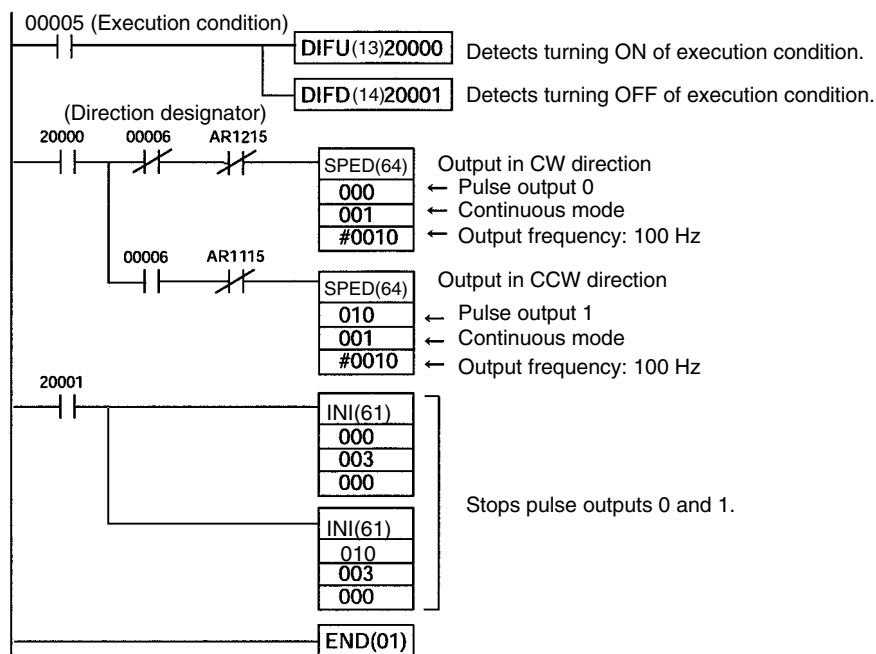 00005 (Execution condition)
DIFU(13)20000 Detects turning ON of execution condition.
DIFD(14)20001 Detects turning OFF of execution condition.
(Direction designator)
20000 00006 AR1215
SPED(64) Output in CW direction
000 ← Pulse output 0
001 ← Continuous mode
#0010 ← Output frequency: 100 Hz
00006 AR1115
SPED(64) Output in CCW direction
010 ← Pulse output 1
001 ← Continuous mode
#0010 ← Output frequency: 100 Hz
20001
INI(61)
000
003
000
Stops pulse outputs 0 and 1.
INI(61)
010
003
000
END(01)